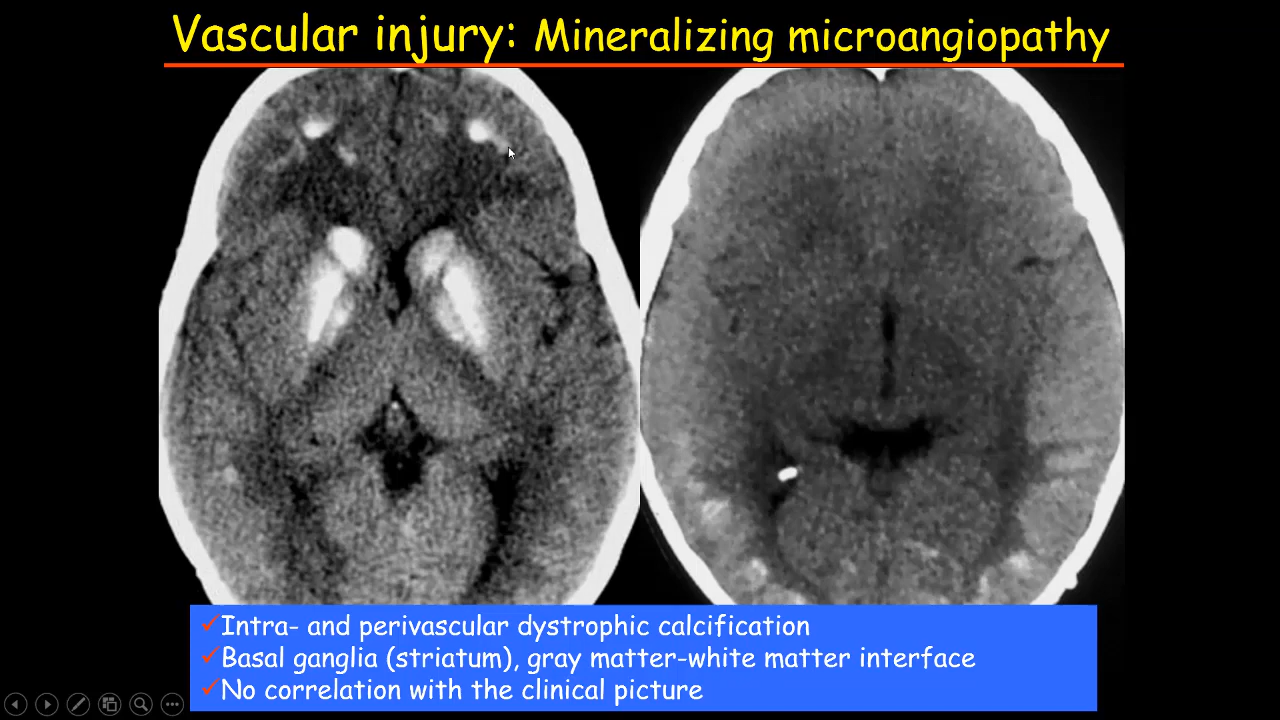 Vascular injury: Mineralizing microangiopathy
Intra- and perivascular dystrophic calcification
Basal ganglia (striatum), gray matter-white matter interface
No correlation with the clinical picture